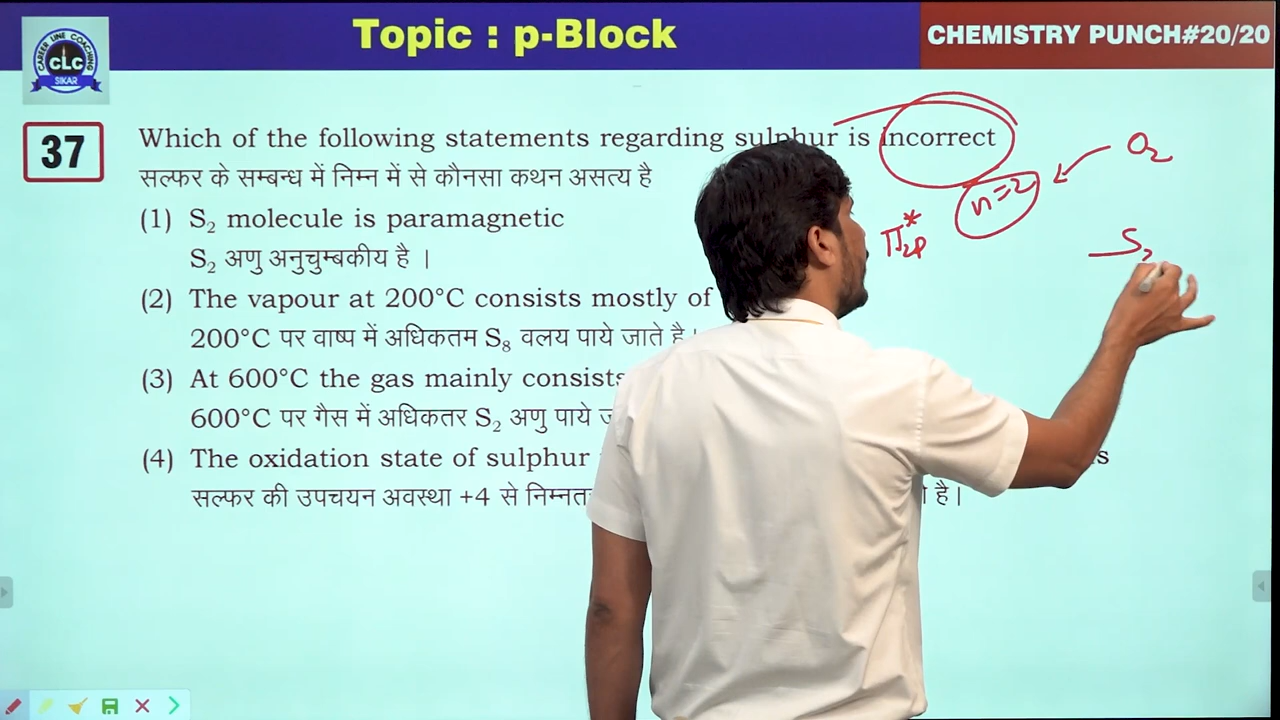 Topic : p-Block
CHEMISTRY PUNCH#20/20
CAREER LINE COACHING
CLC
SIKAR
37
Which of the following statements regarding sulphur is incorrect
सल्फर के सम्बन्ध में निम्न में से कौनसा कथन असत्य है
O₂
n=2
π*2p
S₂
(1) S₂ molecule is paramagnetic
S₂ अणु अनुचुम्बकीय है ।
(2) The vapour at 200°C consists mostly of
200°C पर वाष्प में अधिकतम S₈ वलय पाये जाते है।
(3) At 600°C the gas mainly consists
600°C पर गैस में अधिकतर S₂ अणु पाये
(4) The oxidation state of sulphur
सल्फर की उपचयन अवस्था +4 से है।